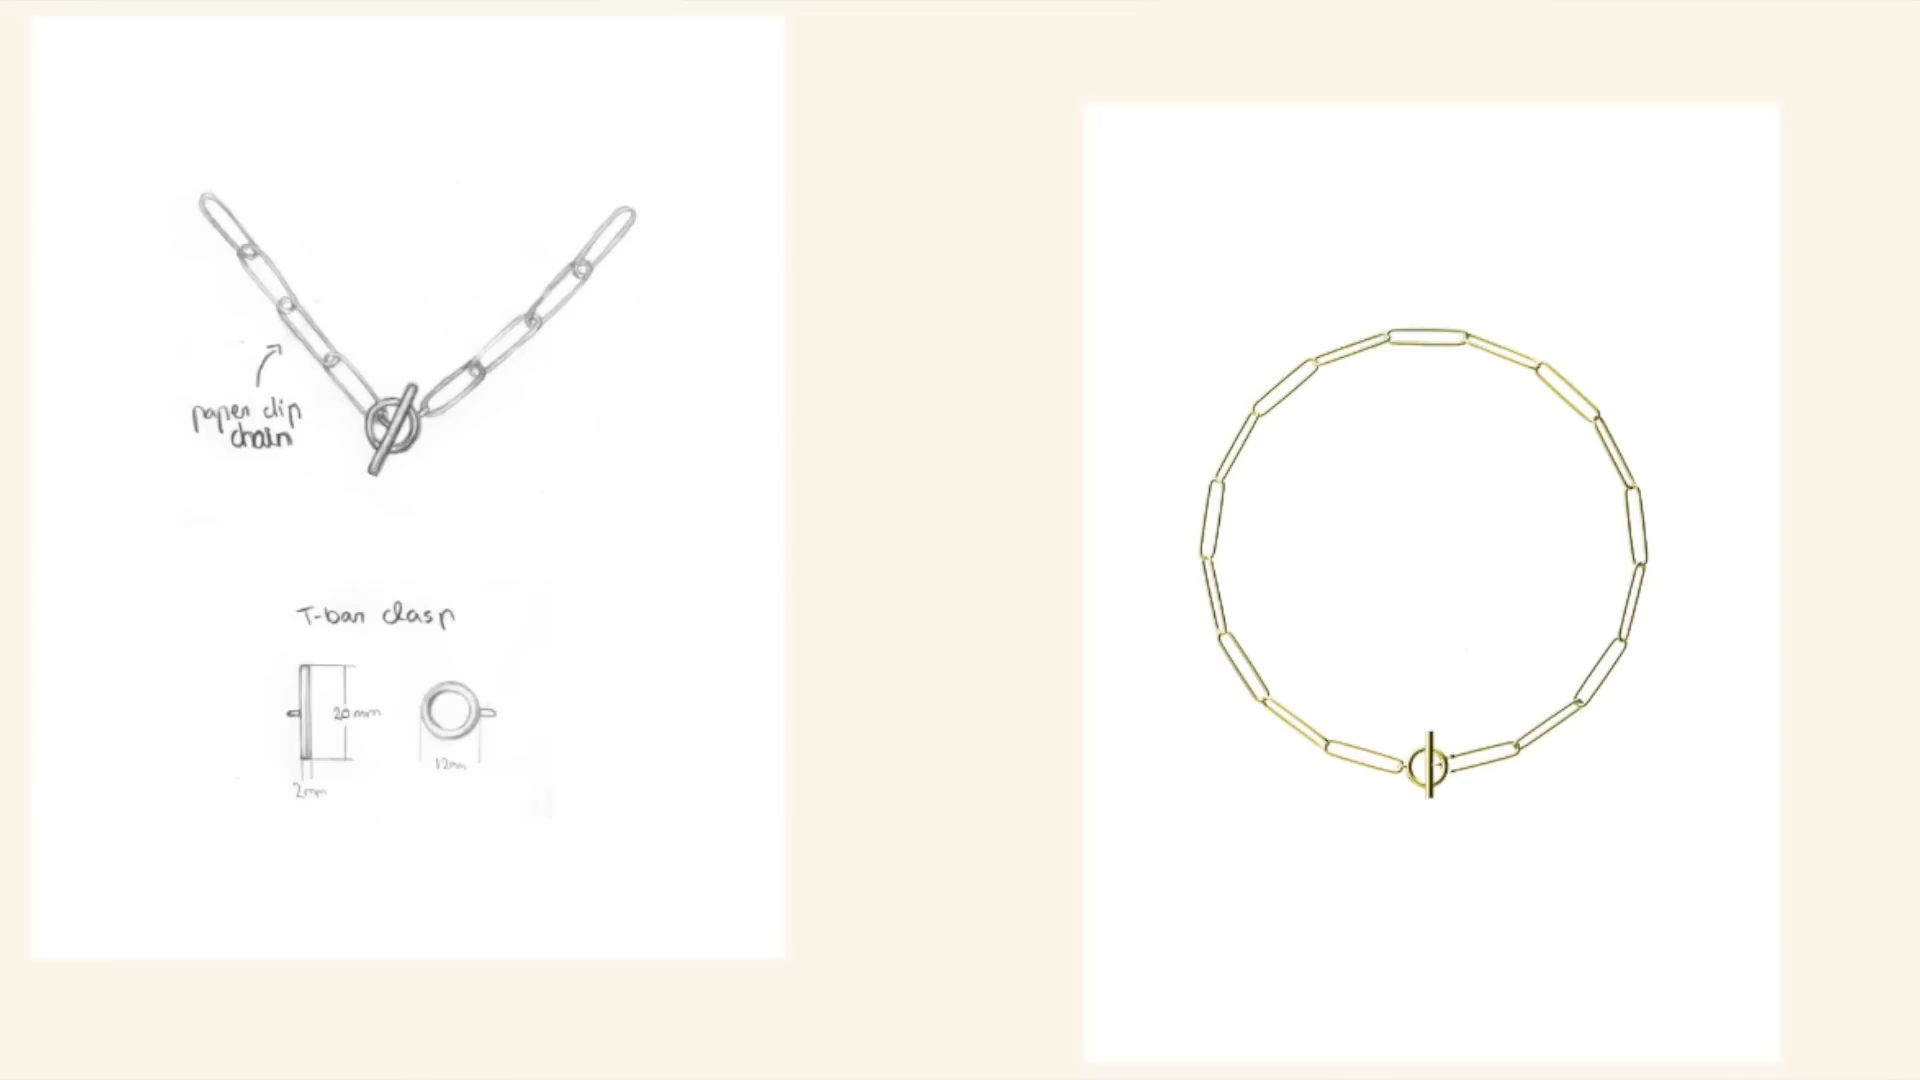 paper clip
chain
T-bar clasp
20mm
12mm
2mm